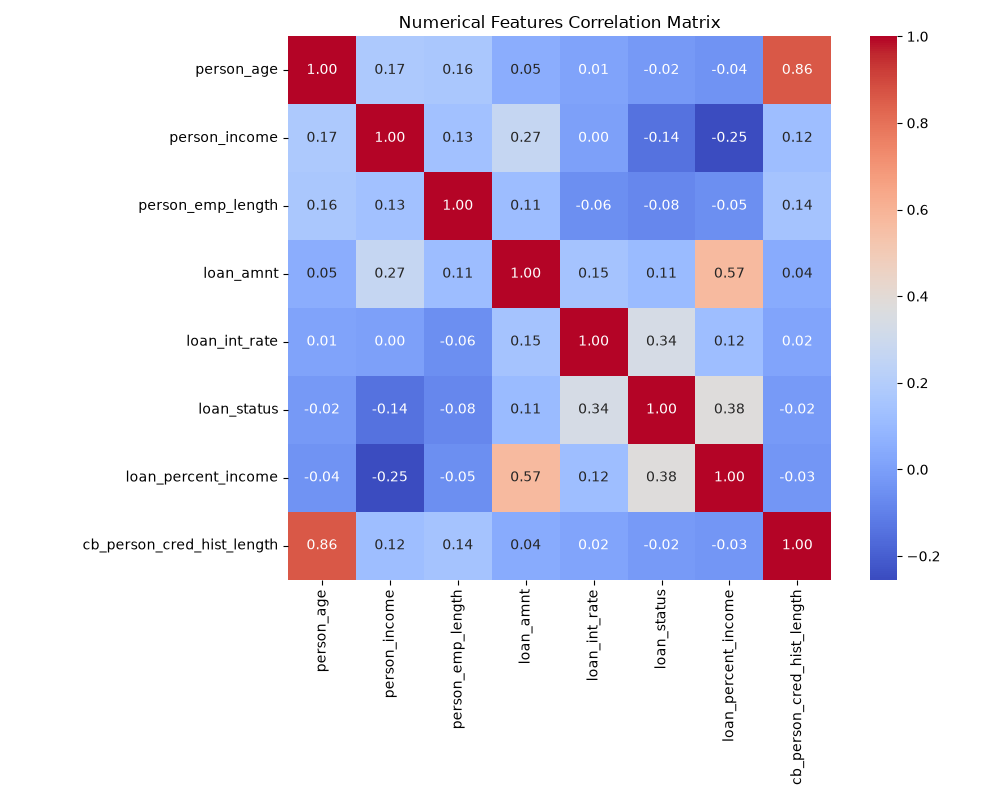 Numerical Features Correlation Matrix
person_age 1.00 0.17 0.16 0.05 0.01 -0.02 -0.04 0.86
person_income 0.17 1.00 0.13 0.27 0.00 -0.14 -0.25 0.12
person_emp_length 0.16 0.13 1.00 0.11 -0.06 -0.08 -0.05 0.14
loan_amnt 0.05 0.27 0.11 1.00 0.15 0.11 0.57 0.04
loan_int_rate 0.01 0.00 -0.06 0.15 1.00 0.34 0.12 0.02
loan_status -0.02 -0.14 -0.08 0.11 0.34 1.00 0.38 -0.02
loan_percent_income -0.04 -0.25 -0.05 0.57 0.12 0.38 1.00 -0.03
cb_person_cred_hist_length 0.86 0.12 0.14 0.04 0.02 -0.02 -0.03 1.00
person_age
person_income
person_emp_length
loan_amnt
loan_int_rate
loan_status
loan_percent_income
cb_person_cred_hist_length
1.0
0.8
0.6
0.4
0.2
0.0
−0.2